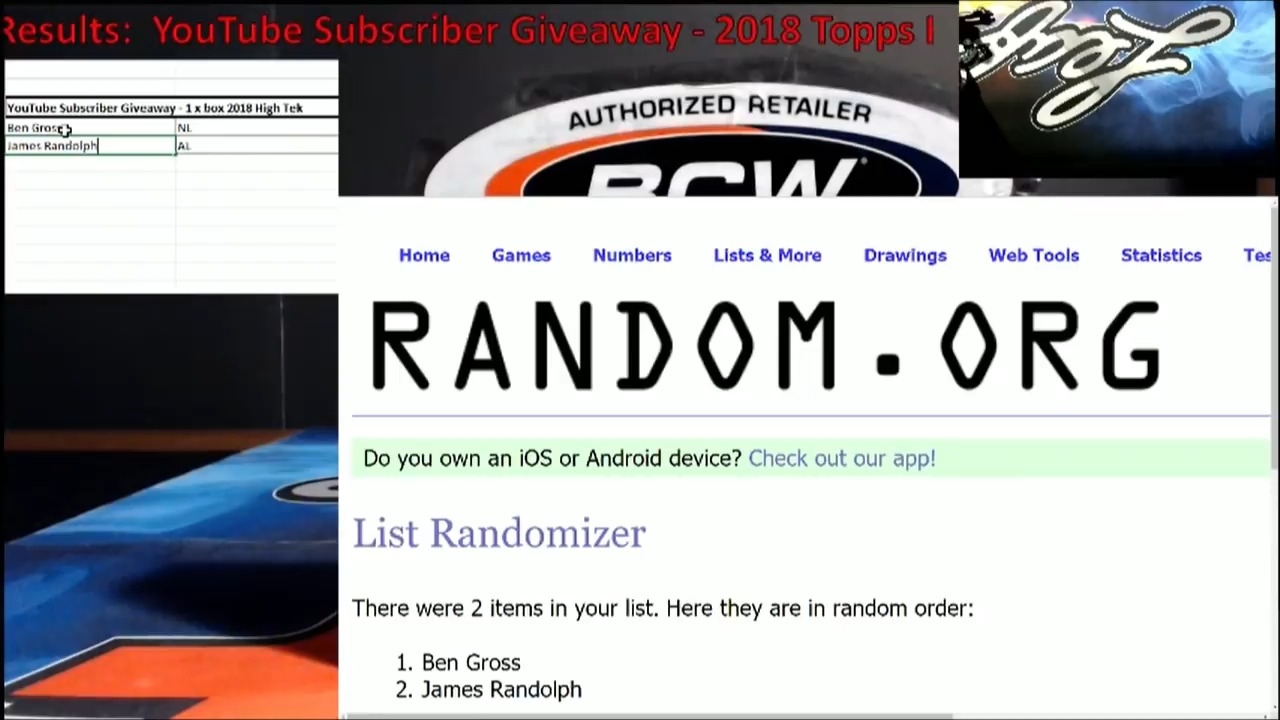 Results: YouTube Subscriber Giveaway - 2018 Topps
YouTube Subscriber Giveaway - 1 x box 2018 High Tek
Ben Gross NL
James Randolph AL
AUTHORIZED RETAILER
BCW
Home Games Numbers Lists & More Drawings Web Tools Statistics
RANDOM.ORG
Do you own an iOS or Android device? Check out our app!
List Randomizer
There were 2 items in your list. Here they are in random order:
1. Ben Gross
2. James Randolph